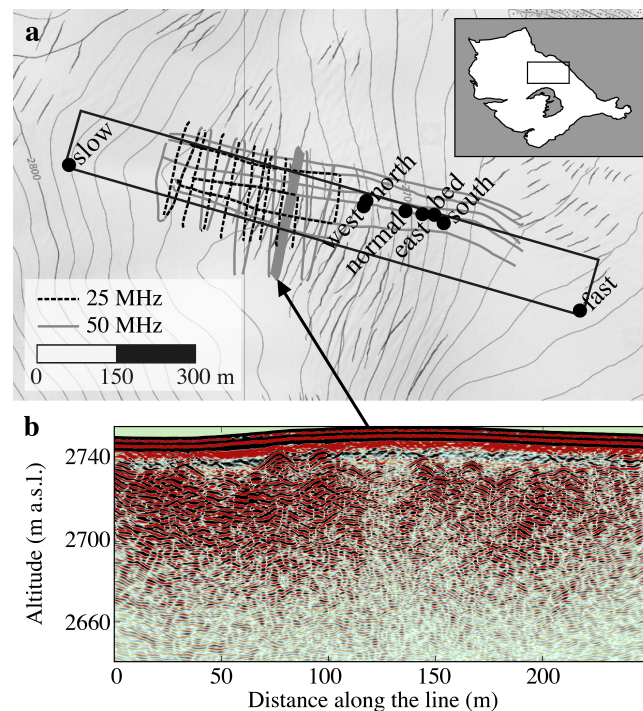 a
slow
2800
west
north
270
normal
east
bed
south
fast
25 MHz
50 MHz
0 150 300 m
b
2740
2700
2660
Altitude (m a.s.l.)
0 50 100 150 200
Distance along the line (m)